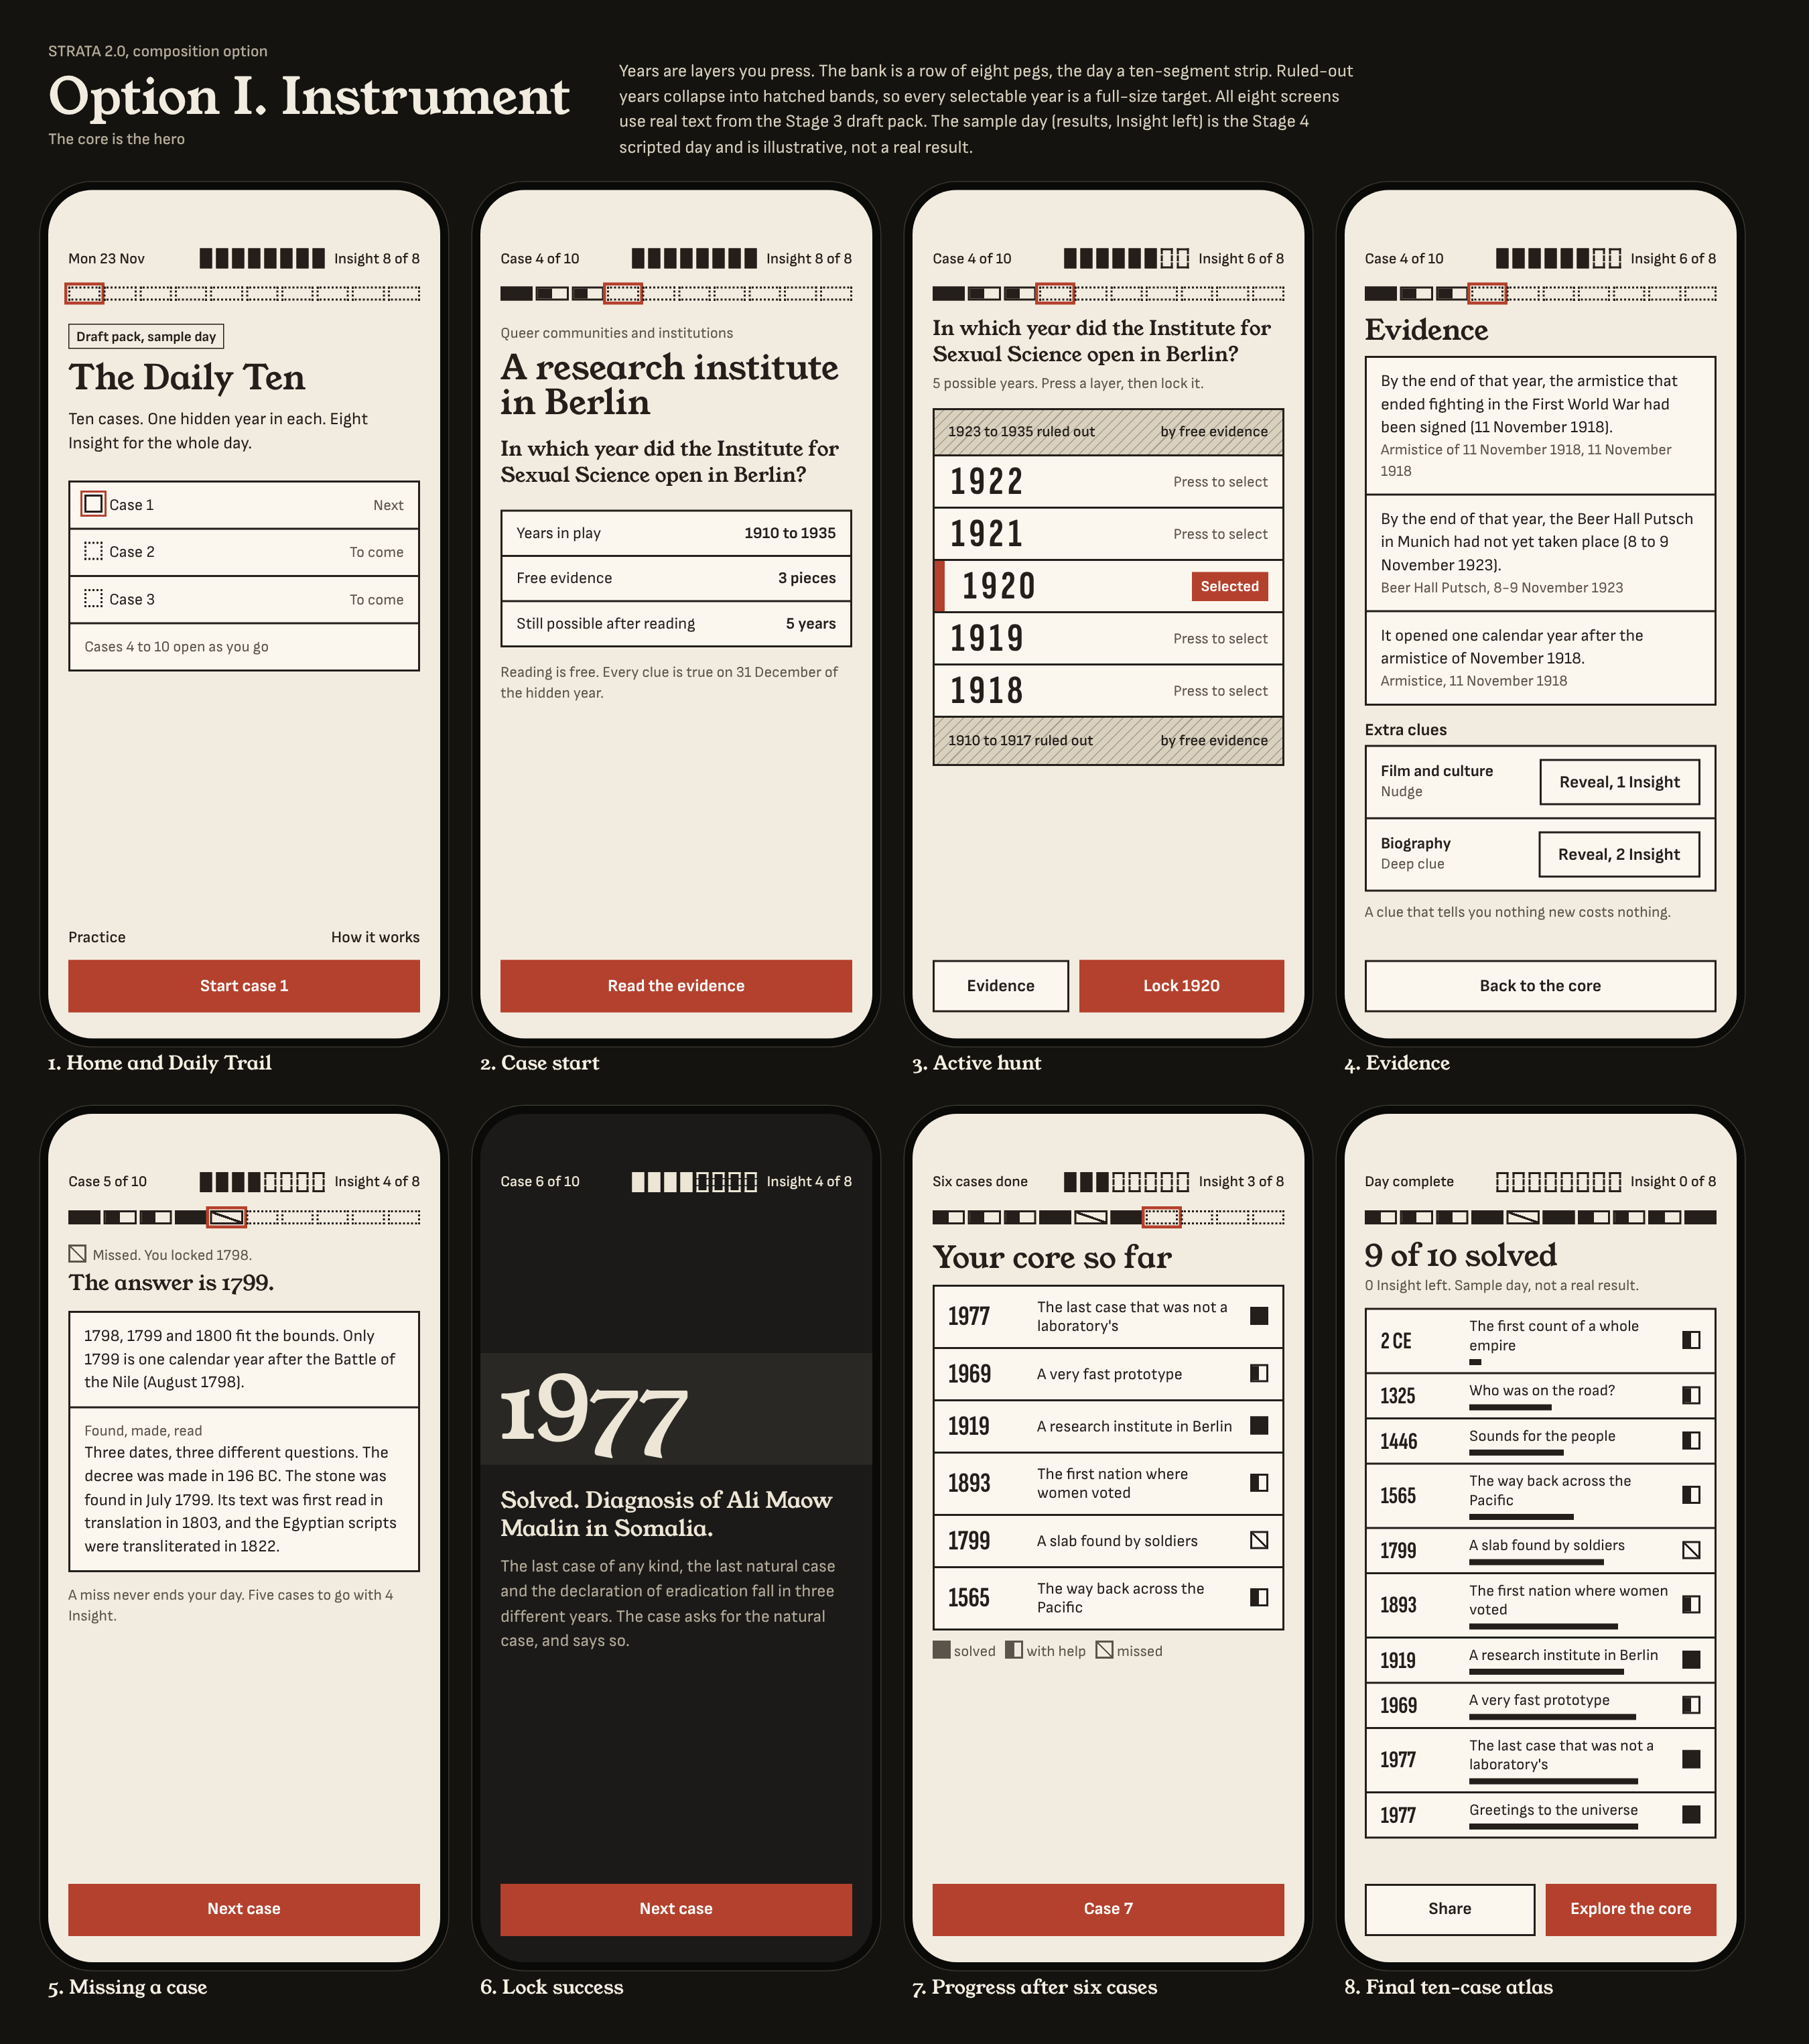 STRATA 2.0, composition option
Option I. Instrument
The core is the hero
Years are layers you press. The bank is a row of eight pegs, the day a ten-segment strip. Ruled-out
years collapse into hatched bands, so every selectable year is a full-size target. All eight screens
use real text from the Stage 3 draft pack. The sample day (results, Insight left) is the Stage 4
scripted day and is illustrative, not a real result.
Mon 23 Nov
Insight 8 of 8
Draft pack, sample day
The Daily Ten
Ten cases. One hidden year in each. Eight
Insight for the whole day.
Case 1 Next
Case 2 To come
Case 3 To come
Cases 4 to 10 open as you go
Practice How it works
Start case 1
1. Home and Daily Trail
Case 4 of 10
Insight 8 of 8
Queer communities and institutions
A research institute
in Berlin
In which year did the Institute for
Sexual Science open in Berlin?
Years in play 1910 to 1935
Free evidence 3 pieces
Still possible after reading 5 years
Reading is free. Every clue is true on 31 December of
the hidden year.
Read the evidence
2. Case start
Case 4 of 10
Insight 6 of 8
In which year did the Institute for
Sexual Science open in Berlin?
5 possible years. Press a layer, then lock it.
1923 to 1935 ruled out by free evidence
1922 Press to select
1921 Press to select
1920 Selected
1919 Press to select
1918 Press to select
1910 to 1917 ruled out by free evidence
Evidence
Lock 1920
3. Active hunt
Case 4 of 10
Insight 6 of 8
Evidence
By the end of that year, the armistice that
ended fighting in the First World War had
been signed (11 November 1918).
Armistice of 11 November 1918, 11 November
1918
By the end of that year, the Beer Hall Putsch
in Munich had not yet taken place (8 to 9
November 1923).
Beer Hall Putsch, 8-9 November 1923
It opened one calendar year after the
armistice of November 1918.
Armistice, 11 November 1918
Extra clues
Film and culture
Nudge
Reveal, 1 Insight
Biography
Deep clue
Reveal, 2 Insight
A clue that tells you nothing new costs nothing.
Back to the core
4. Evidence
Case 5 of 10
Insight 4 of 8
Missed. You locked 1798.
The answer is 1799.
1798, 1799 and 1800 fit the bounds. Only
1799 is one calendar year after the Battle of
the Nile (August 1798).
Found, made, read
Three dates, three different questions. The
decree was made in 196 BC. The stone was
found in July 1799. Its text was first read in
translation in 1803, and the Egyptian scripts
were transliterated in 1822.
A miss never ends your day. Five cases to go with 4
Insight.
Next case
5. Missing a case
Case 6 of 10
Insight 4 of 8
1977
Solved. Diagnosis of Ali Maow
Maalin in Somalia.
The last case of any kind, the last natural case
and the declaration of eradication fall in three
different years. The case asks for the natural
case, and says so.
Next case
6. Lock success
Six cases done
Insight 3 of 8
Your core so far
1977 The last case that was not a
laboratory's
1969 A very fast prototype
1919 A research institute in Berlin
1893 The first nation where
women voted
1799 A slab found by soldiers
1565 The way back across the
Pacific
solved with help missed
Case 7
7. Progress after six cases
Day complete
Insight 0 of 8
9 of 10 solved
0 Insight left. Sample day, not a real result.
2 CE The first count of a whole
empire
1325 Who was on the road?
1446 Sounds for the people
1565 The way back across the
Pacific
1799 A slab found by soldiers
1893 The first nation where women
voted
1919 A research institute in Berlin
1969 A very fast prototype
1977 The last case that was not a
laboratory's
1977 Greetings to the universe
Share
Explore the core
8. Final ten-case atlas